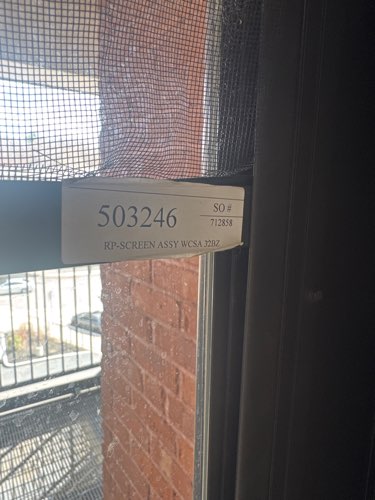 503246
SO #
712858
RP-SCREEN ASSY WCSA 32BZ